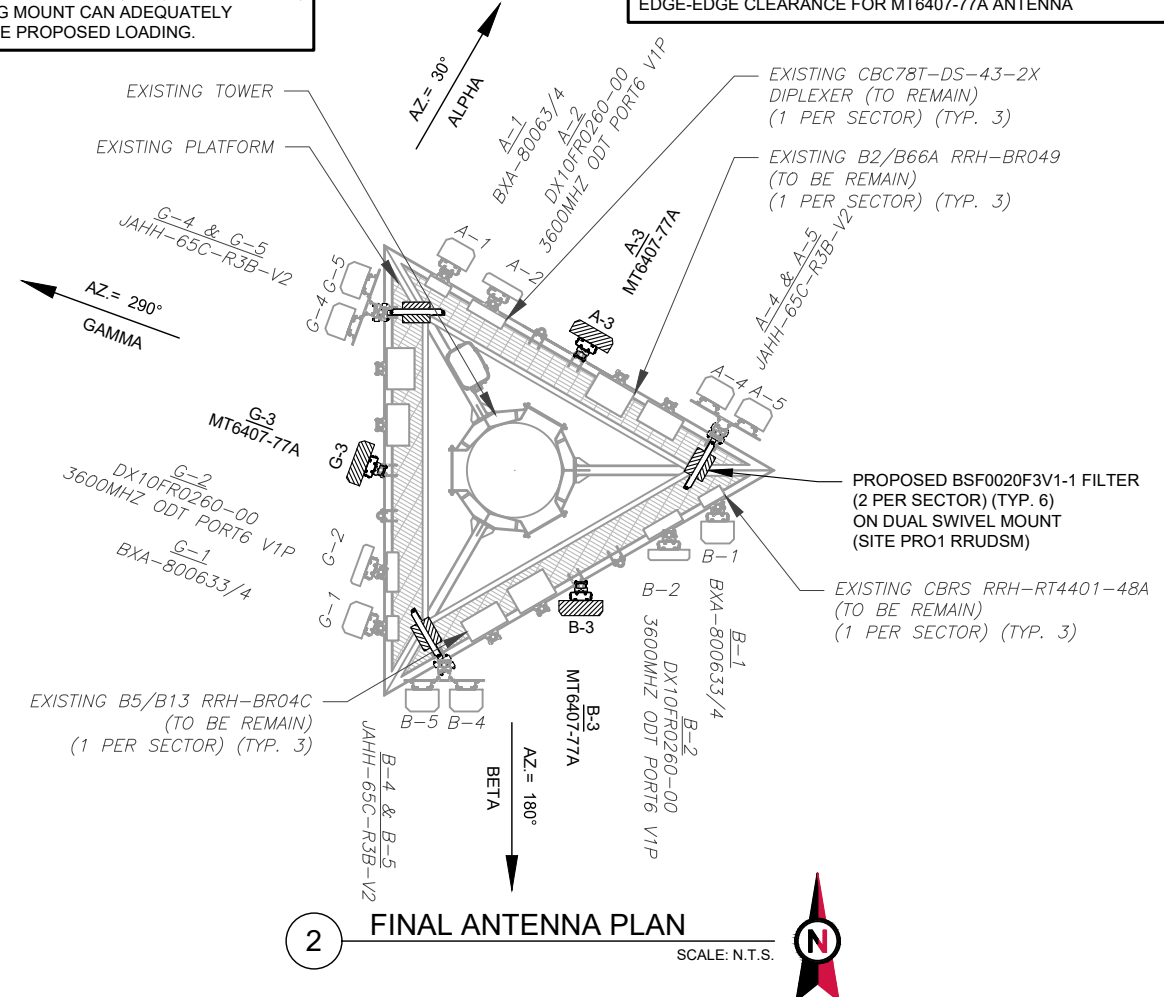 G MOUNT CAN ADEQUATELY
E PROPOSED LOADING.
EDGE-EDGE CLEARANCE FOR MT6407-77A ANTENNA
EXISTING TOWER
EXISTING PLATFORM
AZ.= 30°
ALPHA
A-1
BXA-80063/4
A-2
DX10FR0260-00
3600MHZ ODT PORT6 V1P
A-3
MT6407-77A
A-4 & A-5
JAHH-65C-R3B-V2
EXISTING CBC78T-DS-43-2X
DIPLEXER (TO REMAIN)
(1 PER SECTOR) (TYP. 3)
EXISTING B2/B66A RRH-BR049
(TO BE REMAIN)
(1 PER SECTOR) (TYP. 3)
G-4 & G-5
JAHH-65C-R3B-V2
AZ.= 290°
GAMMA
G-5
G-4
A-1
A-2
A-3
A-4
A-5
G-3
MT6407-77A
G-3
G-2
DX10FR0260-00
3600MHZ ODT PORT6 V1P
G-1
BXA-800633/4
G-2
G-1
PROPOSED BSF0020F3V1-1 FILTER
(2 PER SECTOR) (TYP. 6)
ON DUAL SWIVEL MOUNT
(SITE PRO1 RRUDSM)
EXISTING CBRS RRH-RT4401-48A
(TO BE REMAIN)
(1 PER SECTOR) (TYP. 3)
B-1
B-2
B-3
B-5
B-4
EXISTING B5/B13 RRH-BR04C
(TO BE REMAIN)
(1 PER SECTOR) (TYP. 3)
B-1
BXA-800633/4
B-2
DX10FR0260-00
3600MHZ ODT PORT6 V1P
B-3
MT6407-77A
AZ.= 180°
BETA
B-4 & B-5
JAHH-65C-R3B-V2
2
FINAL ANTENNA PLAN
SCALE: N.T.S.
N